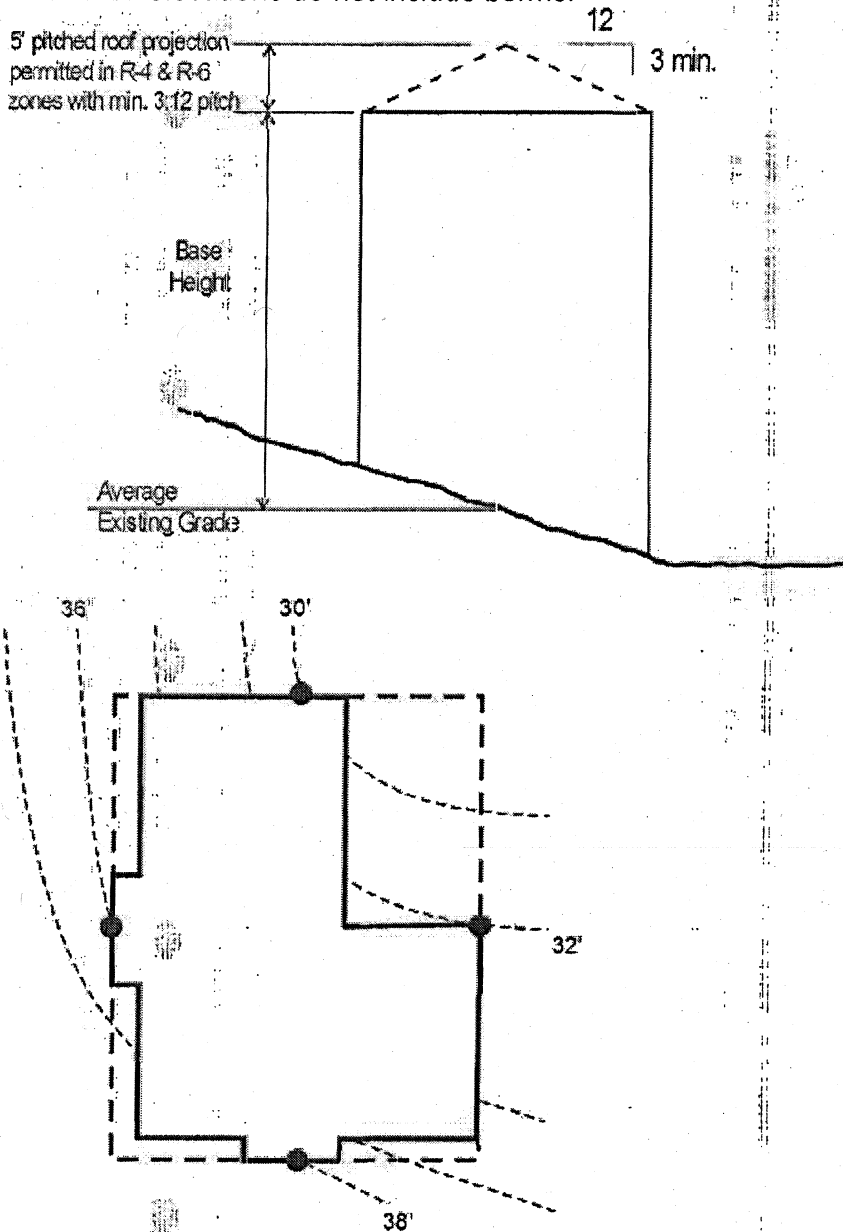 12
5' pitched roof projection
permitted in R-4 & R-6
zones with min. 3:12 pitch
3 min.
Base
Height
Average
Existing Grade
36'
30'
32'
38'